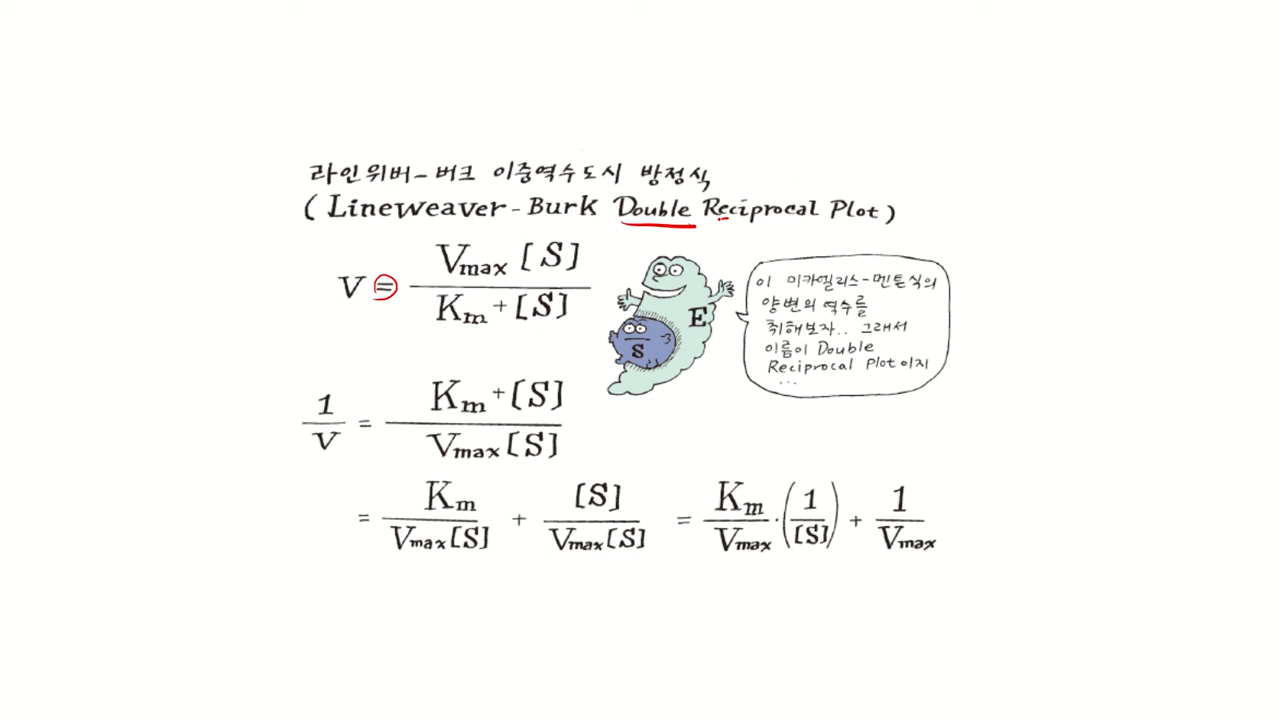 라인위버-버크 이중역수도시 방정식
(Lineweaver-Burk Double Reciprocal Plot)
V = Vmax [S] / Km + [S]
E
S
이 미카엘리스-멘튼식의
양변의 역수를
취해보자.. 그래서
이름이 Double
Reciprocal Plot이지
...
1/V = Km + [S] / Vmax [S]
= Km / Vmax [S] + [S] / Vmax [S] = Km / Vmax · (1 / [S]) + 1 / Vmax